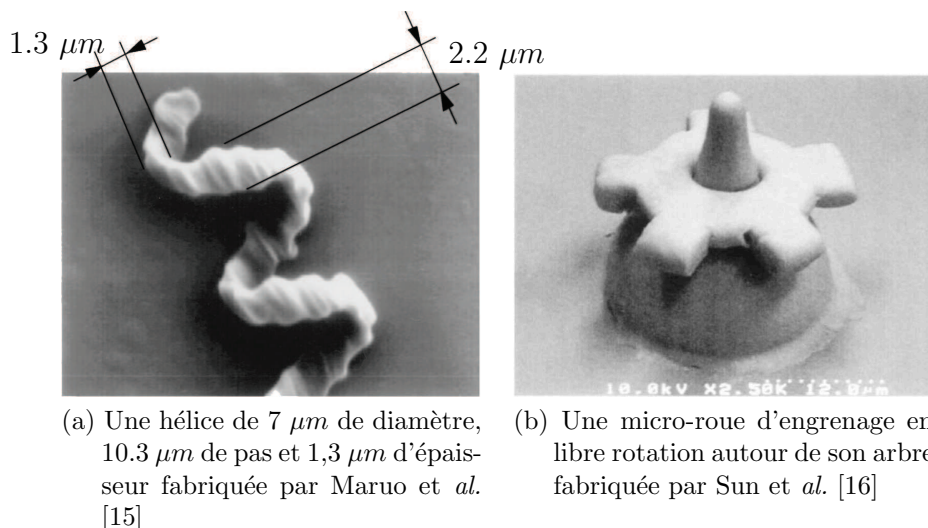 1.3 µm
2.2 µm
10.0kV X2.50K 12.0µm
(a) Une hélice de 7 µm de diamètre,
10.3 µm de pas et 1,3 µm d'épais-
seur fabriquée par Maruo et al.
[15]
(b) Une micro-roue d'engrenage en
libre rotation autour de son arbre
fabriquée par Sun et al. [16]